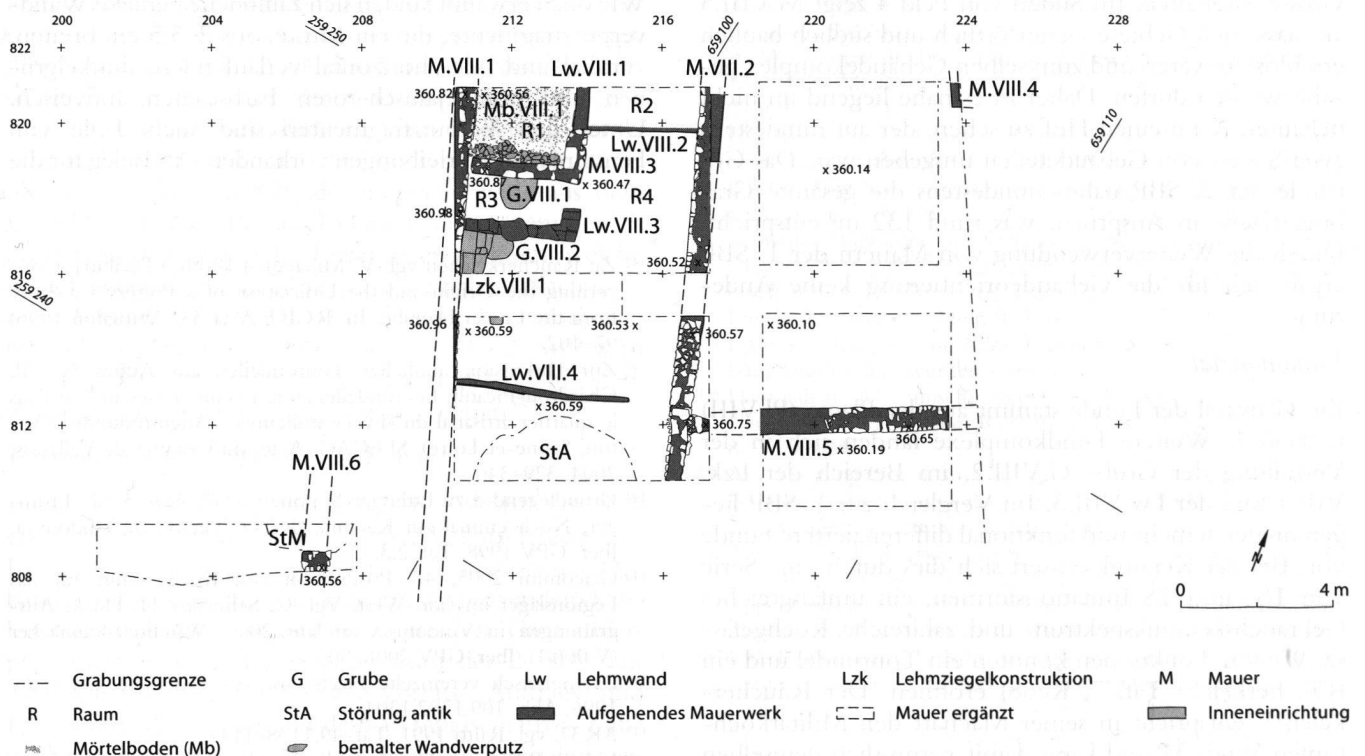 200 204 208 212 216 220 224 228
259 250
659 100
822
M.VIII.1 Lw.VIII.1 M.VIII.2
360.82 x 360.56
M.VIII.4
Mb.VIII.1 R2
820
R1
Lw.VIII.2
659 110
M.VIII.3
x 360.14
360.87 x 360.47
G.VIII.1
R3 R4
360.98
Lw.VIII.3
G.VIII.2
360.52
816
Lzk.VIII.1
259 240
360.96 x 360.59 360.53 x 360.57 x 360.10
Lw.VIII.4
812
360.75
360.65
StA
M.VIII.5 x 360.19
M.VIII.6
StM
808
360.56
0 4 m
N
Grabungsgrenze G Grube Lw Lehmwand Lzk Lehmziegelkonstruktion M Mauer
R Raum StA Störung, antik Aufgehendes Mauerwerk Mauer ergänzt Inneneinrichtung
Mörtelboden (Mb) bemalter Wandverputz